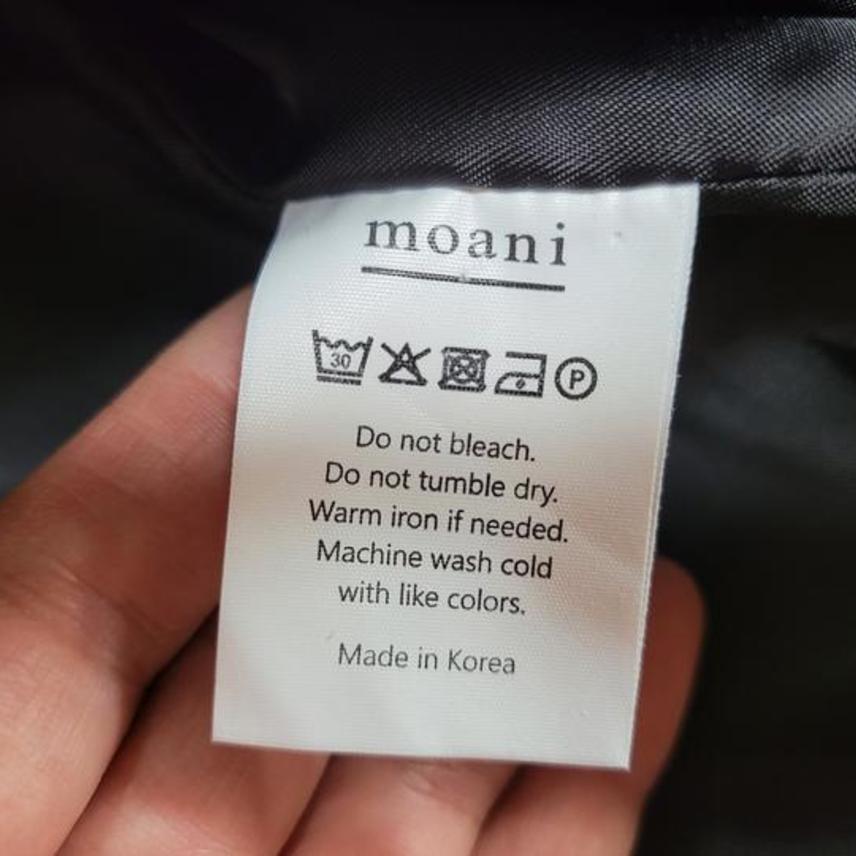 moani
30 A P
Do not bleach.
Do not tumble dry.
Warm iron if needed.
Machine wash cold
with like colors.
Made in Korea